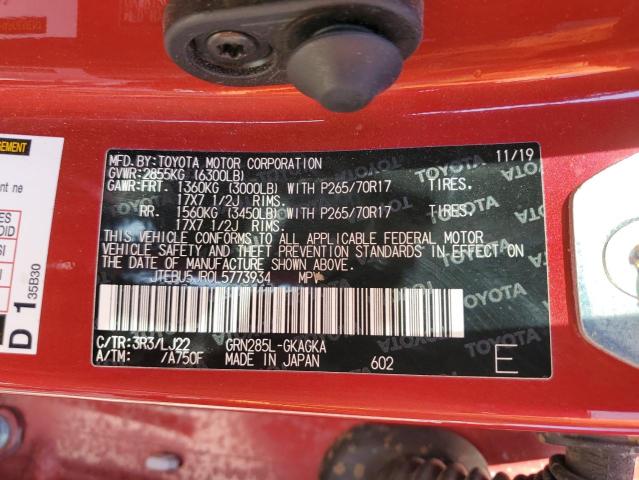 MFD. BY:TOYOTA MOTOR CORPORATION 11/19
GVWR:2855KG (6300LB)
GAWR:FRT. 1360KG (3000LB) WITH P265/70R17 TIRES.
17X7 1/2J RIMS.
RR. 1560KG (3450LB) WITH P265/70R17 TIRES.
17X7 1/2J RIMS.
THIS VEHICLE CONFORMS TO ALL APPLICABLE FEDERAL MOTOR
VEHICLE SAFETY AND THEFT PREVENTION STANDARDS IN EFFECT ON
THE DATE OF MANUFACTURE SHOWN ABOVE.
JTEBU5JR0L5773934 MPV
C/TR:3R3/LJ22 GRN285L-GKAGKA
A/TM: /A750F MADE IN JAPAN 602
E
TOYOTA
D 1
35B30